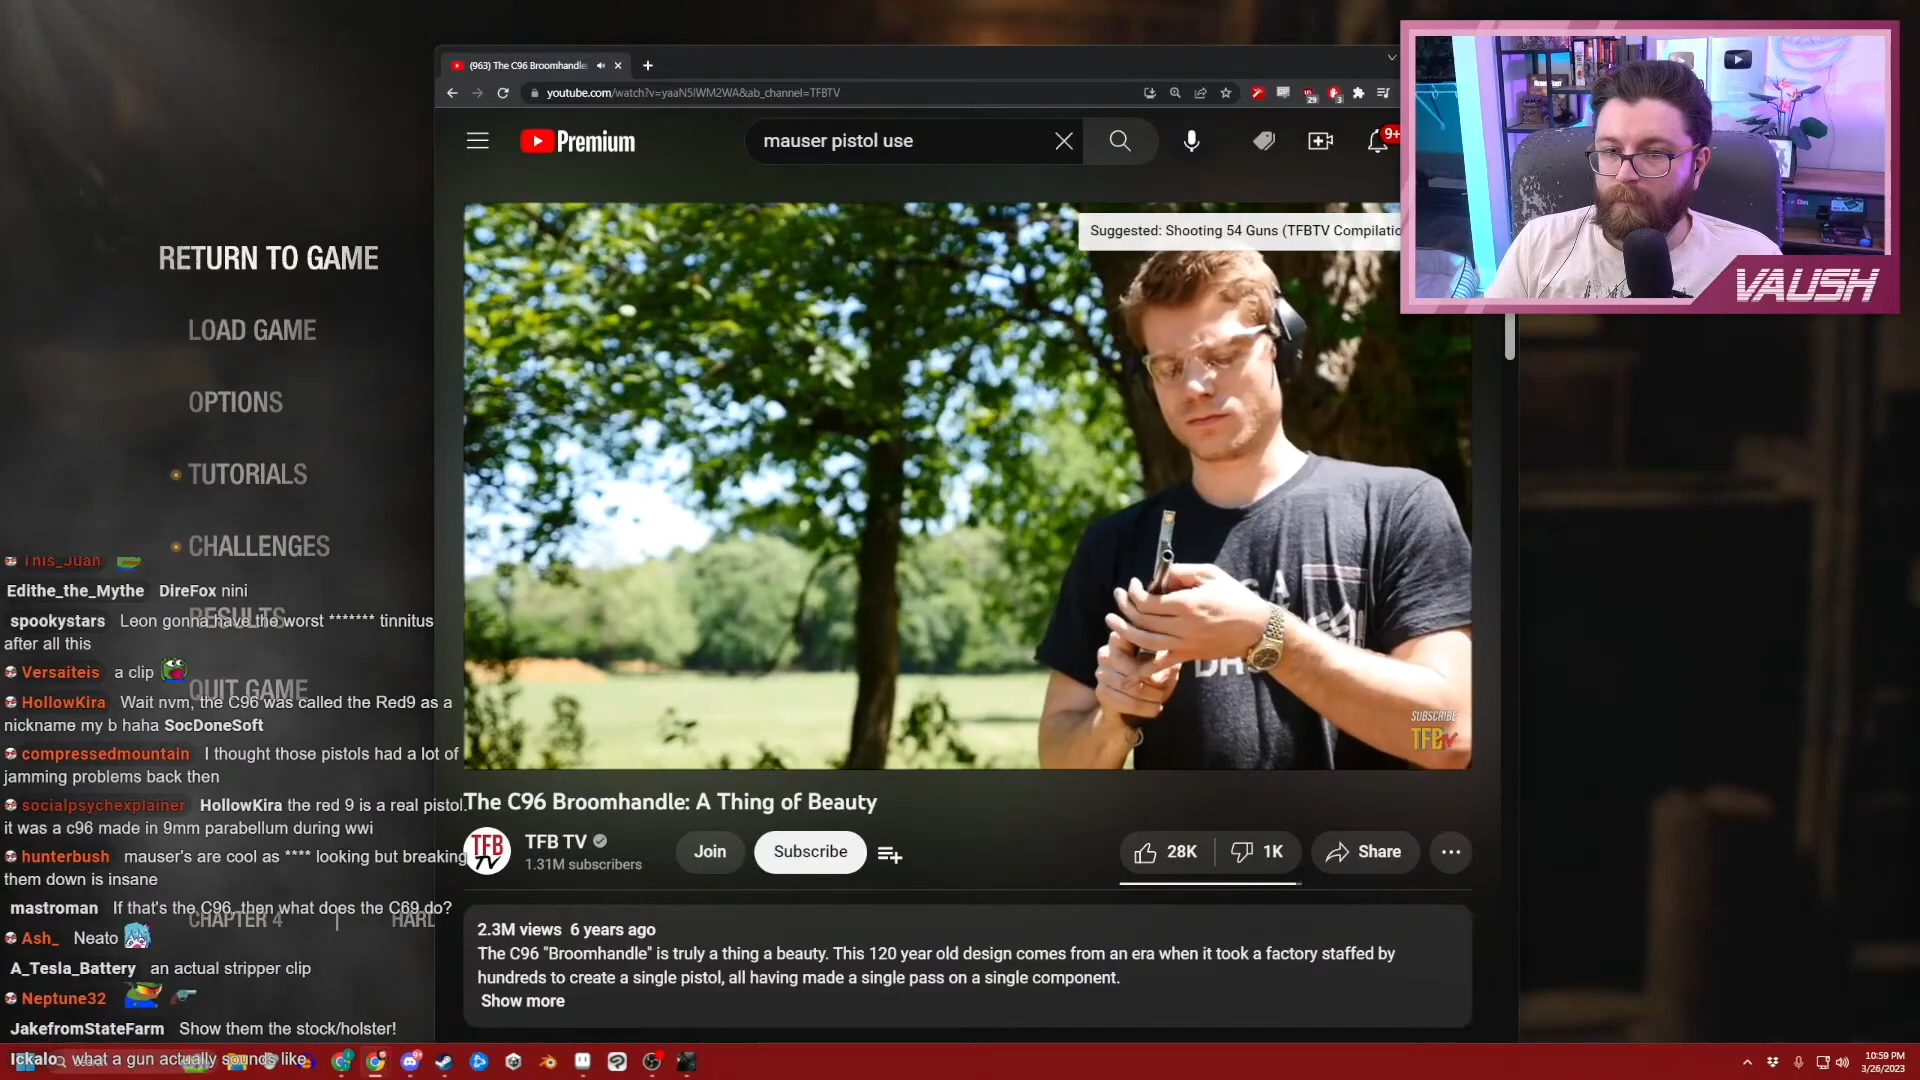 (963) The C96 Broomhandle:
youtube.com/watch?v=yaaN5lWM2WA&ab_channel=TFBTV
29
3
Premium
mauser pistol use
9+
Suggested: Shooting 54 Guns (TFBTV Compilatio
VAUSH
RETURN TO GAME
LOAD GAME
OPTIONS
TUTORIALS
CHALLENGES
RESULTS
QUIT GAME
CHAPTER 4 | HARD
This_Juan
Edithe_the_Mythe DireFox nini
spookystars Leon gonna have the worst ******* tinnitus
after all this
Versaiteis a clip
HollowKira Wait nvm, the C96 was called the Red9 as a
nickname my b haha SocDoneSoft
compressedmountain I thought those pistols had a lot of
jamming problems back then
socialpsychexplainer HollowKira the red 9 is a real pistol.
it was a c96 made in 9mm parabellum during wwi
hunterbush mauser's are cool as **** looking but breaking
them down is insane
mastroman If that's the C96, then what does the C69 do?
Ash_ Neato
A_Tesla_Battery an actual stripper clip
Neptune32
JakefromStateFarm Show them the stock/holster!
Ickalo what a gun actually sounds like
SUBSCRIBE
TFBTV
The C96 Broomhandle: A Thing of Beauty
TFB TV
TFB TV
1.31M subscribers
Join
Subscribe
28K
1K
Share
2.3M views 6 years ago
The C96 "Broomhandle" is truly a thing a beauty. This 120 year old design comes from an era when it took a factory staffed by
hundreds to create a single pistol, all having made a single pass on a single component.
Show more
10:59 PM
3/26/2023